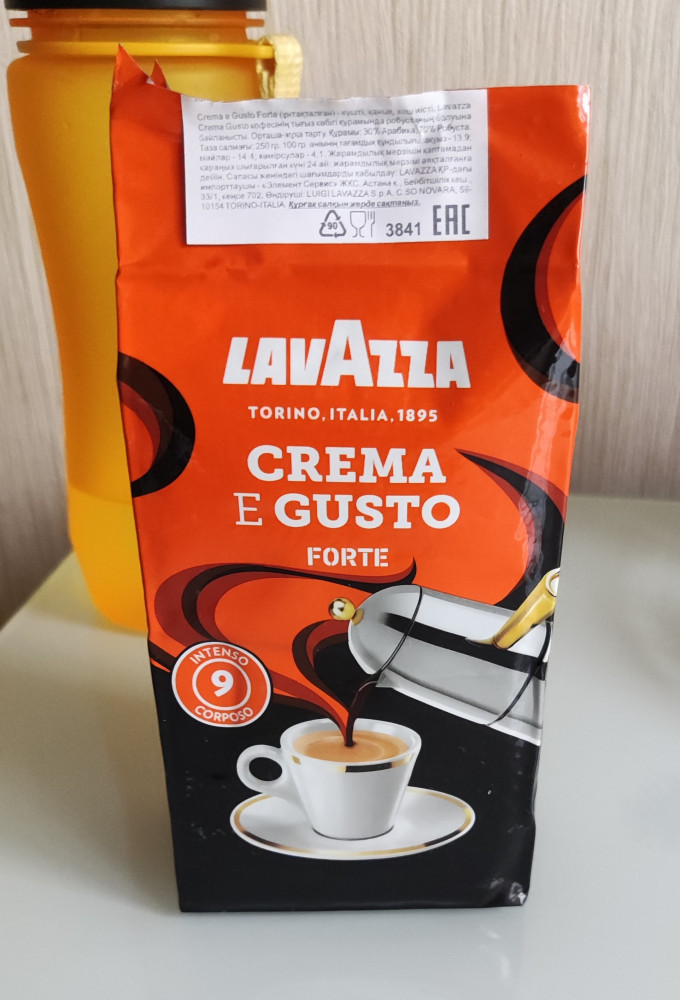 Crema e Gusto Forte (ұнтақталған) - күшті, қанық, хош иісті. Lavazza
Crema Gusto кофесінің тығыз көбігі құрамында робустаның болуына
байланысты. Орташа-қою тарту. Құрамы: 30% Арабика, 70% Робуста.
Таза салмағы: 250 гр. 100 гр. өнімнің тағамдық құндылығы: ақуыз - 13.9;
майлар - 14.4; көмірсулар - 4.1. Жарамдылық мерзімі қаптамадан
қараңыз шығарылған күні 24 ай. жарамдылық мерзімі аяқталғанға
дейін. Сапасы жөніндегі шағымдарды қабылдау: LAVAZZA ҚР-дағы
импорттаушы - «Элемент Сервис» ЖКС. Астана к., Бейбітшілік көш.,
33/1, кеңсе 702. Өндіруші: LUIGI LAVAZZA S.p.A, C.SO NOVARA, 59-
10154 TORINO-ITALIA. Құрғақ салқын жерде сақтаңыз.
90 3841 EAC
LAVAZZA
TORINO, ITALIA, 1895
CREMA
E GUSTO
FORTE
INTENSO
9
CORPOSO